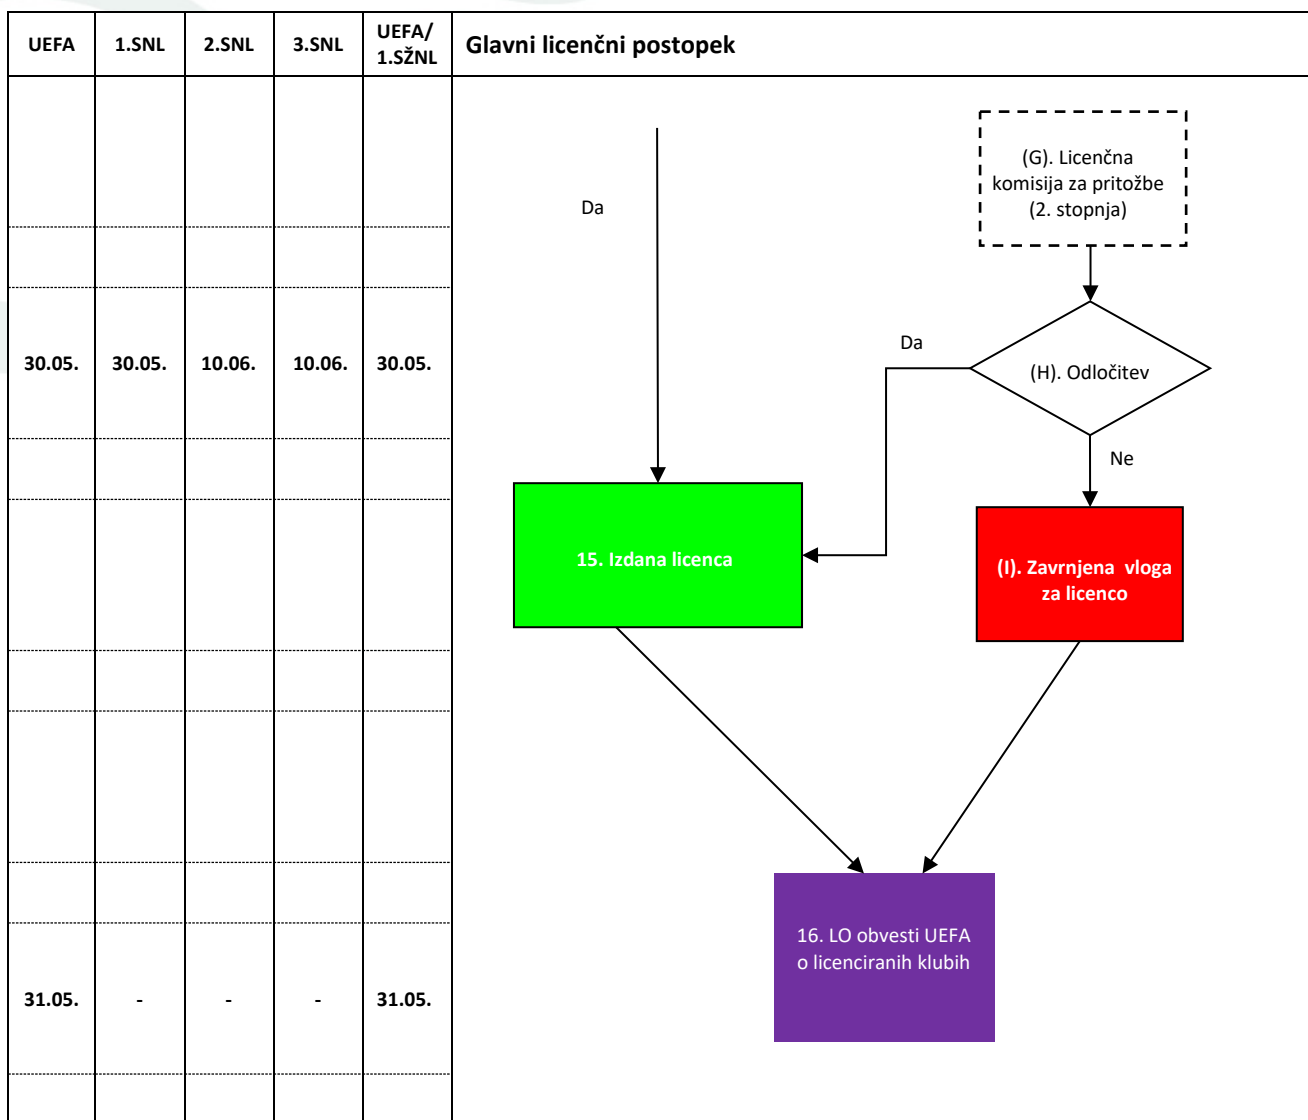 UEFA
1.SNL
2.SNL
3.SNL
UEFA/
1.SŽNL
Glavni licenčni postopek
(G). Licenčna
komisija za pritožbe
(2. stopnja)
Da
30.05.
30.05.
10.06.
10.06.
30.05.
Da
(H). Odločitev
Ne
15. Izdana licenca
(I). Zavrnjena vloga
za licenco
16. LO obvesti UEFA
o licenciranih klubih
31.05.
-
-
-
31.05.